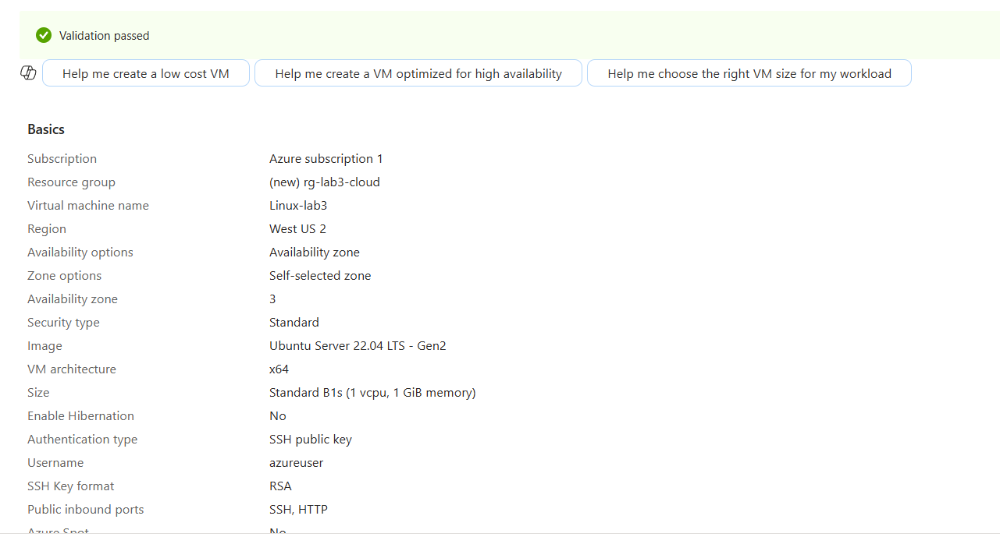 Validation passed
Help me create a low cost VM
Help me create a VM optimized for high availability
Help me choose the right VM size for my workload
Basics
Subscription Azure subscription 1
Resource group (new) rg-lab3-cloud
Virtual machine name Linux-lab3
Region West US 2
Availability options Availability zone
Zone options Self-selected zone
Availability zone 3
Security type Standard
Image Ubuntu Server 22.04 LTS - Gen2
VM architecture x64
Size Standard B1s (1 vcpu, 1 GiB memory)
Enable Hibernation No
Authentication type SSH public key
Username azureuser
SSH Key format RSA
Public inbound ports SSH, HTTP
Azure Spot No